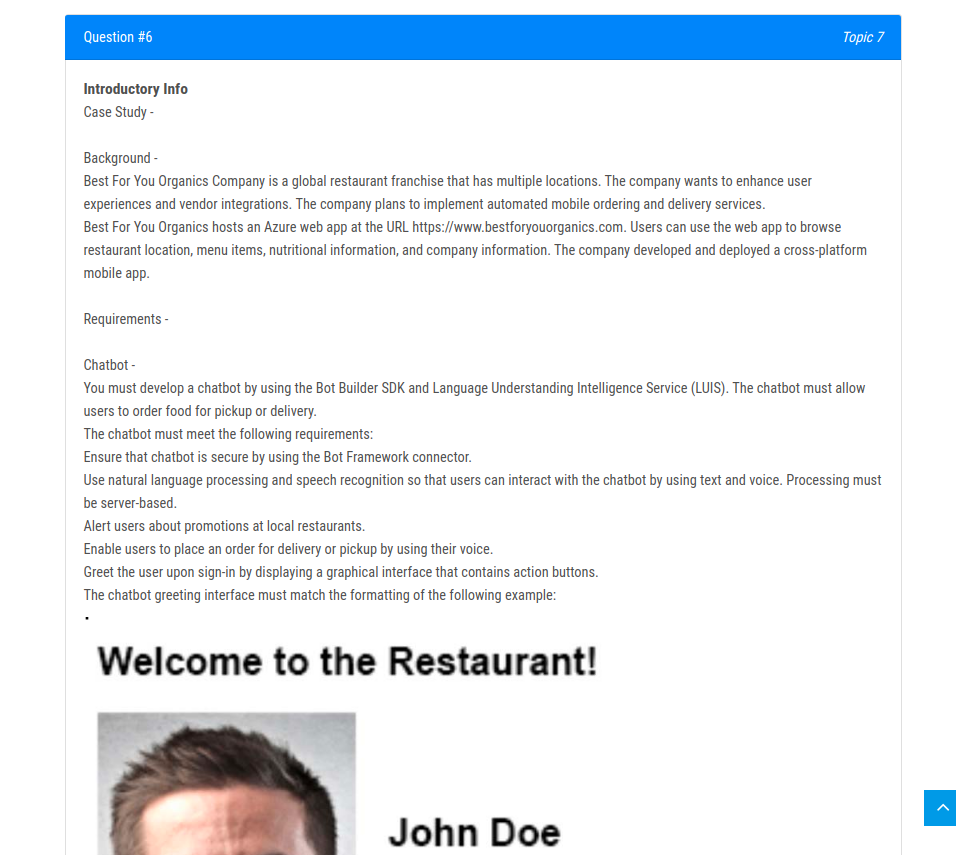 Question #6
Topic 7
Introductory Info
Case Study -
Background -
Best For You Organics Company is a global restaurant franchise that has multiple locations. The company wants to enhance user
experiences and vendor integrations. The company plans to implement automated mobile ordering and delivery services.
Best For You Organics hosts an Azure web app at the URL https://www.bestforyouorganics.com. Users can use the web app to browse
restaurant location, menu items, nutritional information, and company information. The company developed and deployed a cross-platform
mobile app.
Requirements -
Chatbot -
You must develop a chatbot by using the Bot Builder SDK and Language Understanding Intelligence Service (LUIS). The chatbot must allow
users to order food for pickup or delivery.
The chatbot must meet the following requirements:
Ensure that chatbot is secure by using the Bot Framework connector.
Use natural language processing and speech recognition so that users can interact with the chatbot by using text and voice. Processing must
be server-based.
Alert users about promotions at local restaurants.
Enable users to place an order for delivery or pickup by using their voice.
Greet the user upon sign-in by displaying a graphical interface that contains action buttons.
The chatbot greeting interface must match the formatting of the following example:
Welcome to the Restaurant!
John Doe